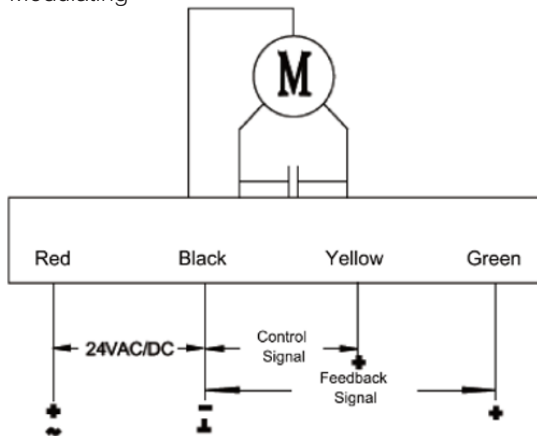 Modulating
M
Red Black Yellow Green
24VAC/DC
Control
Signal
+
Feedback
Signal
+ - +
~ ⊥